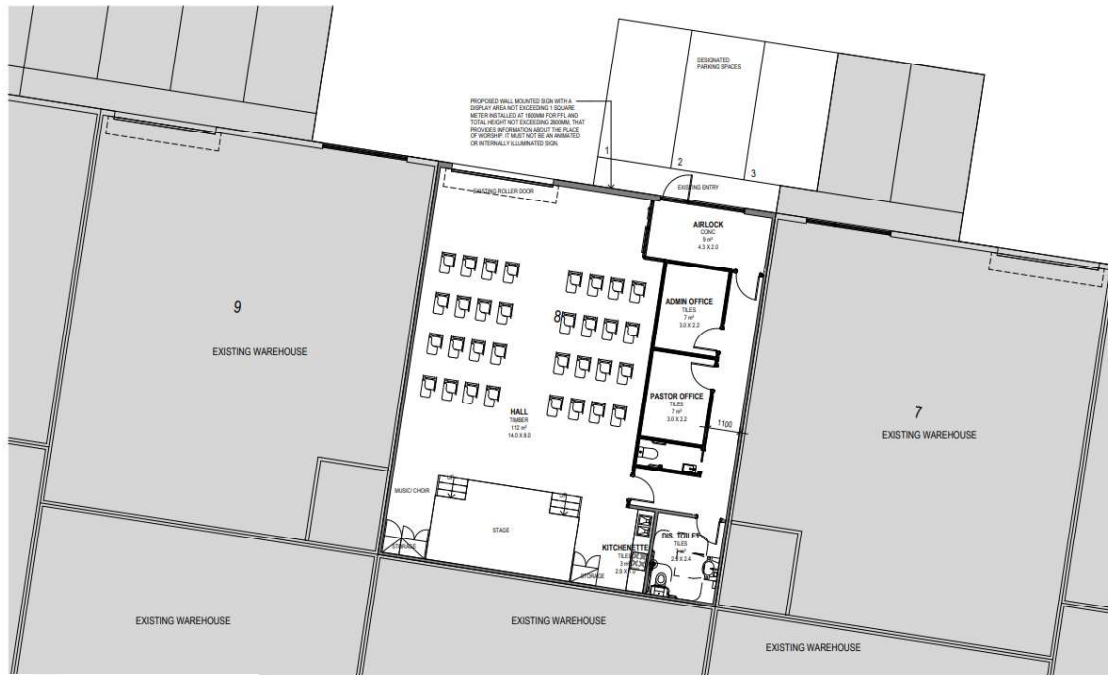 DESIGNATED
PARKING SPACES
PROPOSED WALL MOUNTED SIGN WITH A
DISPLAY AREA NOT EXCEEDING 1 SQUARE
METER INSTALLED AT 1800MM FOR FFL AND
TOTAL HEIGHT NOT EXCEEDING 2600MM, THAT
PROVIDES INFORMATION ABOUT THE PLACE
OF WORSHIP. IT MUST NOT BE AN ANIMATED
OR INTERNALLY ILLUMINATED SIGN.
1
2
3
EXISTING ROLLER DOOR
EXISTING ENTRY
AIRLOCK
CONC
9 m²
4.3 X 2.0
ADMIN OFFICE
TILES
7 m²
3.0 X 2.2
9
EXISTING WAREHOUSE
8
PASTOR OFFICE
TILES
7 m²
3.0 X 2.2
1100
7
EXISTING WAREHOUSE
HALL
TIMBER
112 m²
14.0 X 8.0
MUSIC/ CHOIR
UP
UP
STAGE
STORAGE
STORAGE
KITCHENETTE
TILES
3 m²
DIS. TOILET
TILES
EXISTING WAREHOUSE
EXISTING WAREHOUSE
EXISTING WAREHOUSE